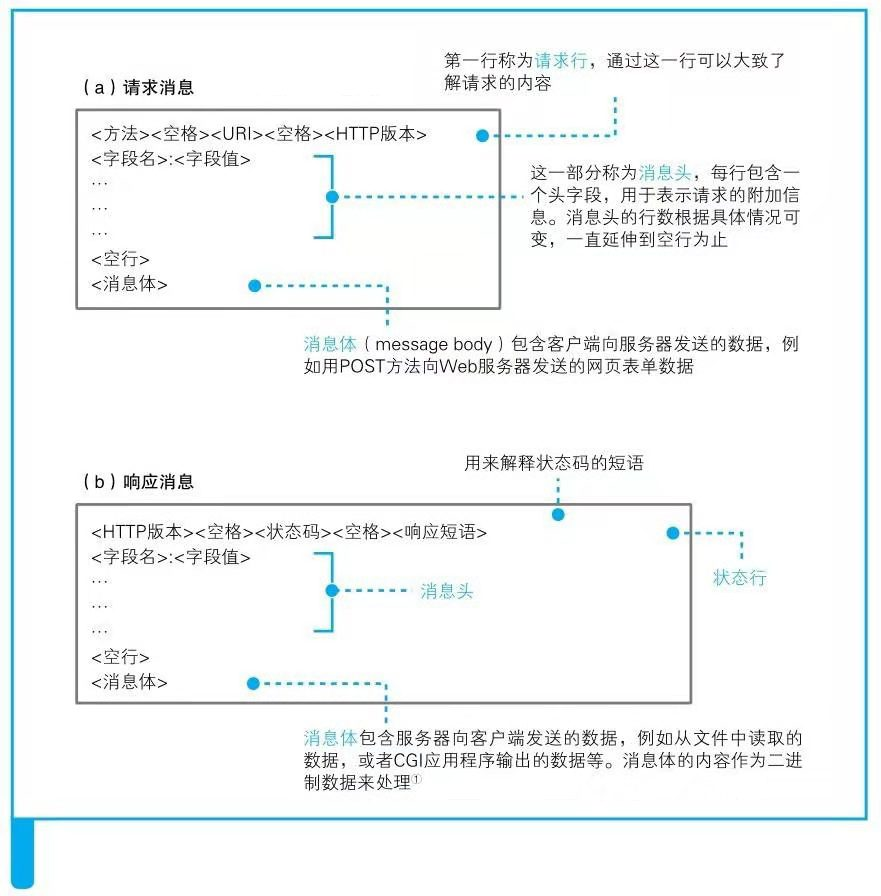 第一行称为请求行，通过这一行可以大致了
解请求的内容
（a）请求消息
<方法><空格><URI><空格><HTTP版本>
<字段名>:<字段值>
…
…
…
<空行>
<消息体>
这一部分称为消息头，每行包含一
个头字段，用于表示请求的附加信
息。消息头的行数根据具体情况可
变，一直延伸到空行为止
消息体（message body）包含客户端向服务器发送的数据，例
如用POST方法向Web服务器发送的网页表单数据
用来解释状态码的短语
（b）响应消息
<HTTP版本><空格><状态码><空格><响应短语>
<字段名>:<字段值>
…
…
…
<空行>
<消息体>
状态行
消息头
消息体包含服务器向客户端发送的数据，例如从文件中读取的
数据，或者CGI应用程序输出的数据等。消息体的内容作为二进
制数据来处理①